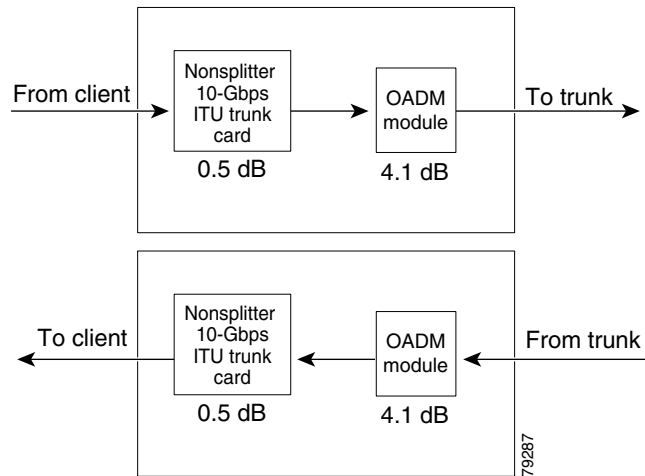 Nonsplitter
10-Gbps
ITU trunk
card
0.5 dB
OADM
module
4.1 dB
From client
To trunk
Nonsplitter
10-Gbps
ITU trunk
card
0.5 dB
OADM
module
4.1 dB
To client
From trunk
79287